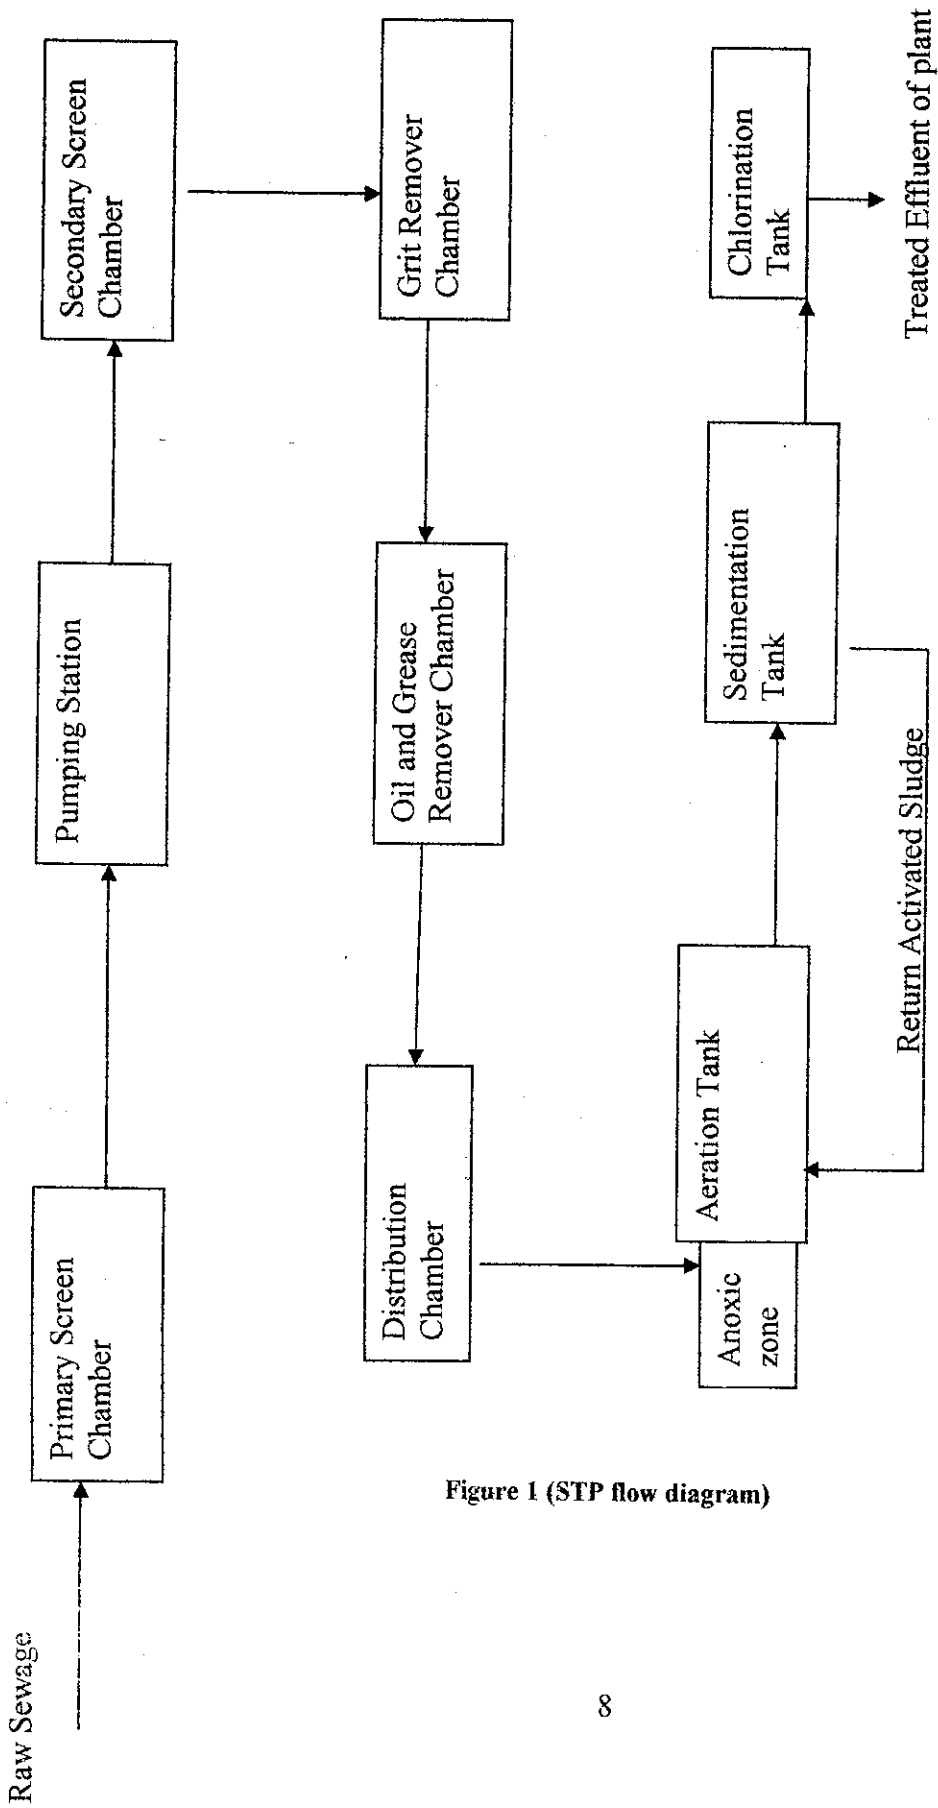 Raw Sewage
Primary Screen
Chamber
Pumping Station
Secondary Screen
Chamber
Grit Remover
Chamber
Oil and Grease
Remover Chamber
Distribution
Chamber
Anoxic
zone
Aeration Tank
Sedimentation
Tank
Chlorination
Tank
Return Activated Sludge
Treated Effluent of plant
Figure 1 (STP flow diagram)
8